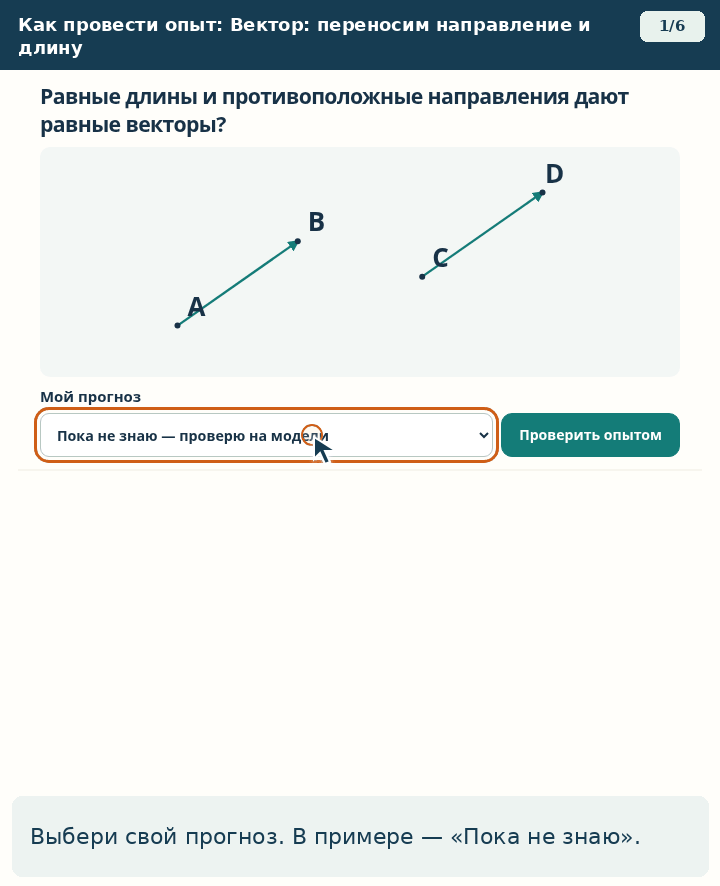 Как провести опыт: Вектор: переносим направление и
длину
1/6
Равные длины и противоположные направления дают
равные векторы?
D
B
C
A
Мой прогноз
Пока не знаю — проверю на модели
Проверить опытом
Выбери свой прогноз. В примере — «Пока не знаю».